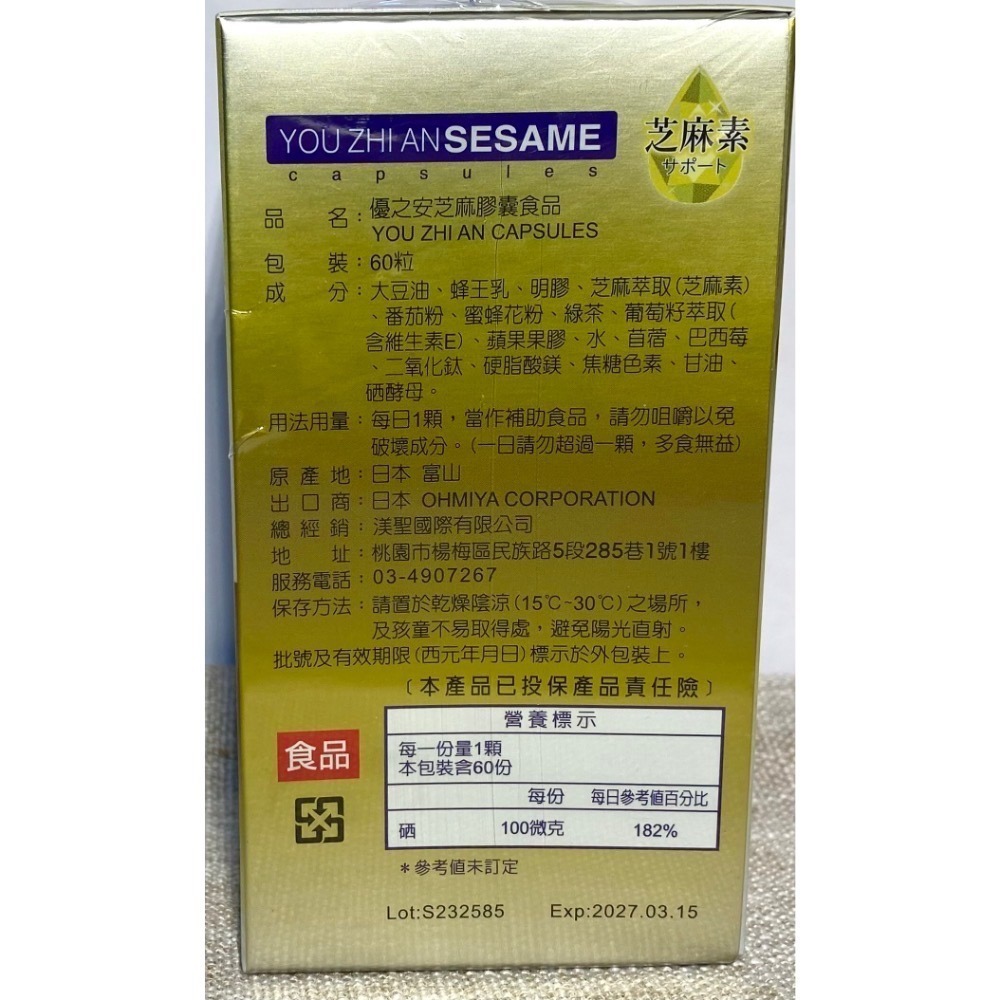 YOU ZHI AN SESAME
capsules
芝麻素
サポート
品名：優之安芝麻膠囊食品
YOU ZHI AN CAPSULES
包裝：60粒
成分：大豆油、蜂王乳、明膠、芝麻萃取(芝麻素)
、番茄粉、蜜蜂花粉、綠茶、葡萄籽萃取(
含維生素E)、蘋果果膠、水、苜蓿、巴西莓
、二氧化鈦、硬脂酸鎂、焦糖色素、甘油、
硒酵母。
用法用量：每日1顆，當作補助食品，請勿咀嚼以免
破壞成分。(一日請勿超過一顆，多食無益)
原產地：日本 富山
出口商：日本 OHMIYA CORPORATION
總經銷：渼聖國際有限公司
地址：桃園市楊梅區民族路5段285巷1號1樓
服務電話：03-4907267
保存方法：請置於乾燥陰涼(15℃~30℃)之場所，
及孩童不易取得處，避免陽光直射。
批號及有效期限(西元年月日)標示於外包裝上。
〔本產品已投保產品責任險〕
食品
營養標示
每一份量1顆
本包裝含60份
每份 每日參考值百分比
硒 100微克 182%
＊參考值未訂定
Lot:S232585 Exp:2027.03.15